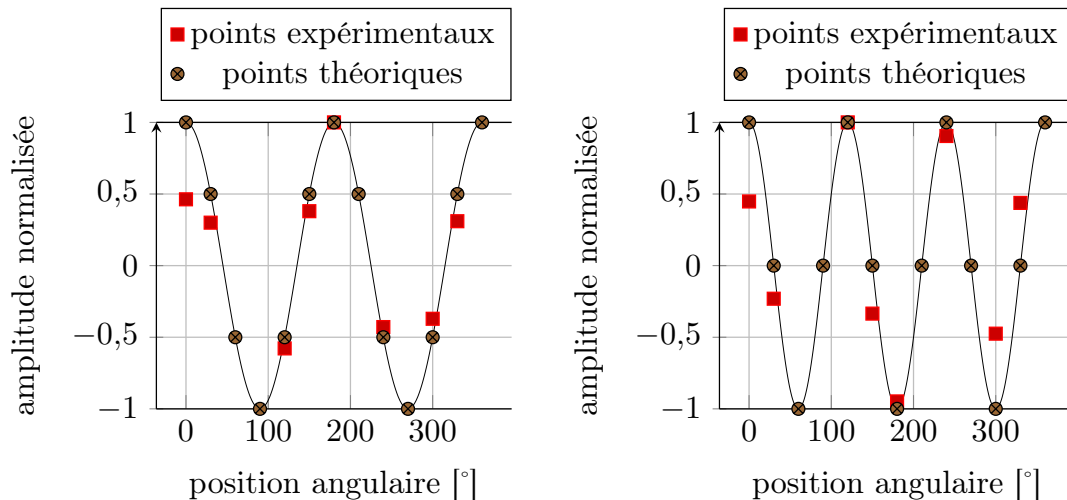 points expérimentaux
points théoriques
1
0,5
0
−0,5
−1
0 100 200 300
amplitude normalisée
position angulaire [°]
points expérimentaux
points théoriques
1
0,5
0
−0,5
−1
0 100 200 300
amplitude normalisée
position angulaire [°]